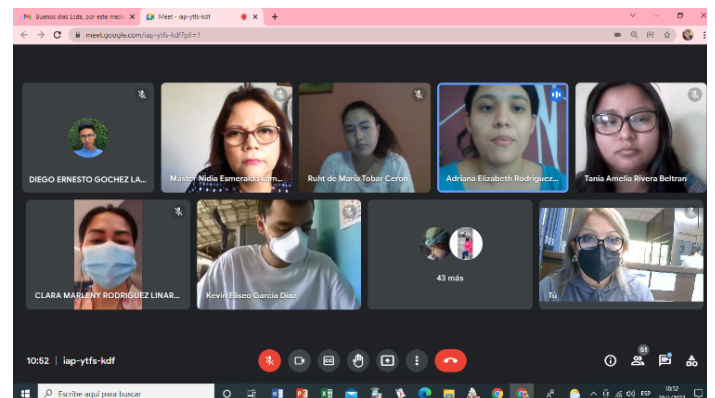 Buenos días Lcda, por este medi
Meet - iap-ytfs-kdf
meet.google.com/iap-ytfs-kdf?pli=1
DIEGO ERNESTO GOCHEZ LA...
Master Nidia Esmeralda Lam...
Ruht de Maria Tobar Ceron
Adriana Elizabeth Rodriguez...
Tania Amelia Rivera Beltran
CLARA MARLENY RODRIGUEZ LINAR...
Kevin Eliseo Garcia Diaz
43 más
Tú
10:52 | iap-ytfs-kdf
51
Escribe aquí para buscar
ESP
10:52